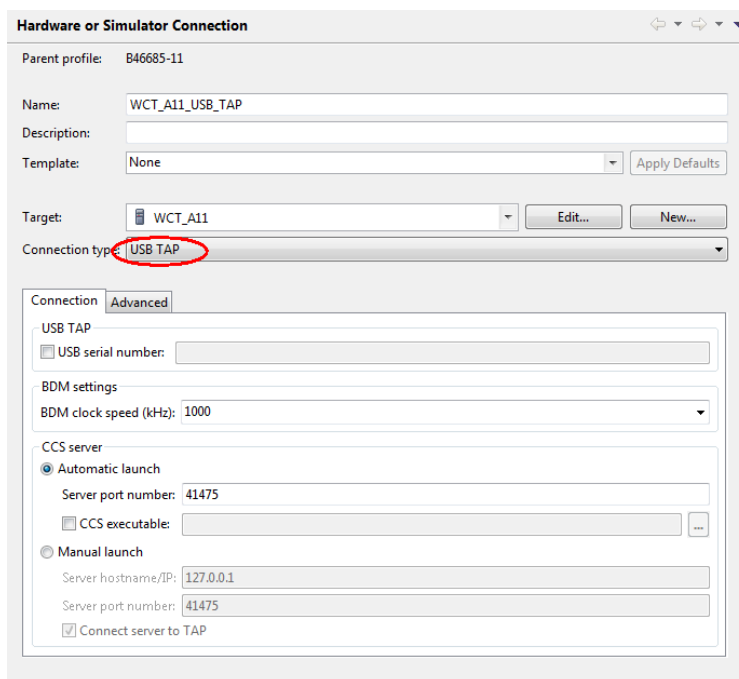 Hardware or Simulator Connection
Parent profile: B46685-11
Name: WCT_A11_USB_TAP
Description:
Template: None Apply Defaults
Target: WCT_A11 Edit... New...
Connection type: USB TAP
Connection Advanced
USB TAP
USB serial number:
BDM settings
BDM clock speed (kHz): 1000
CCS server
Automatic launch
Server port number: 41475
CCS executable: ...
Manual launch
Server hostname/IP: 127.0.0.1
Server port number: 41475
Connect server to TAP